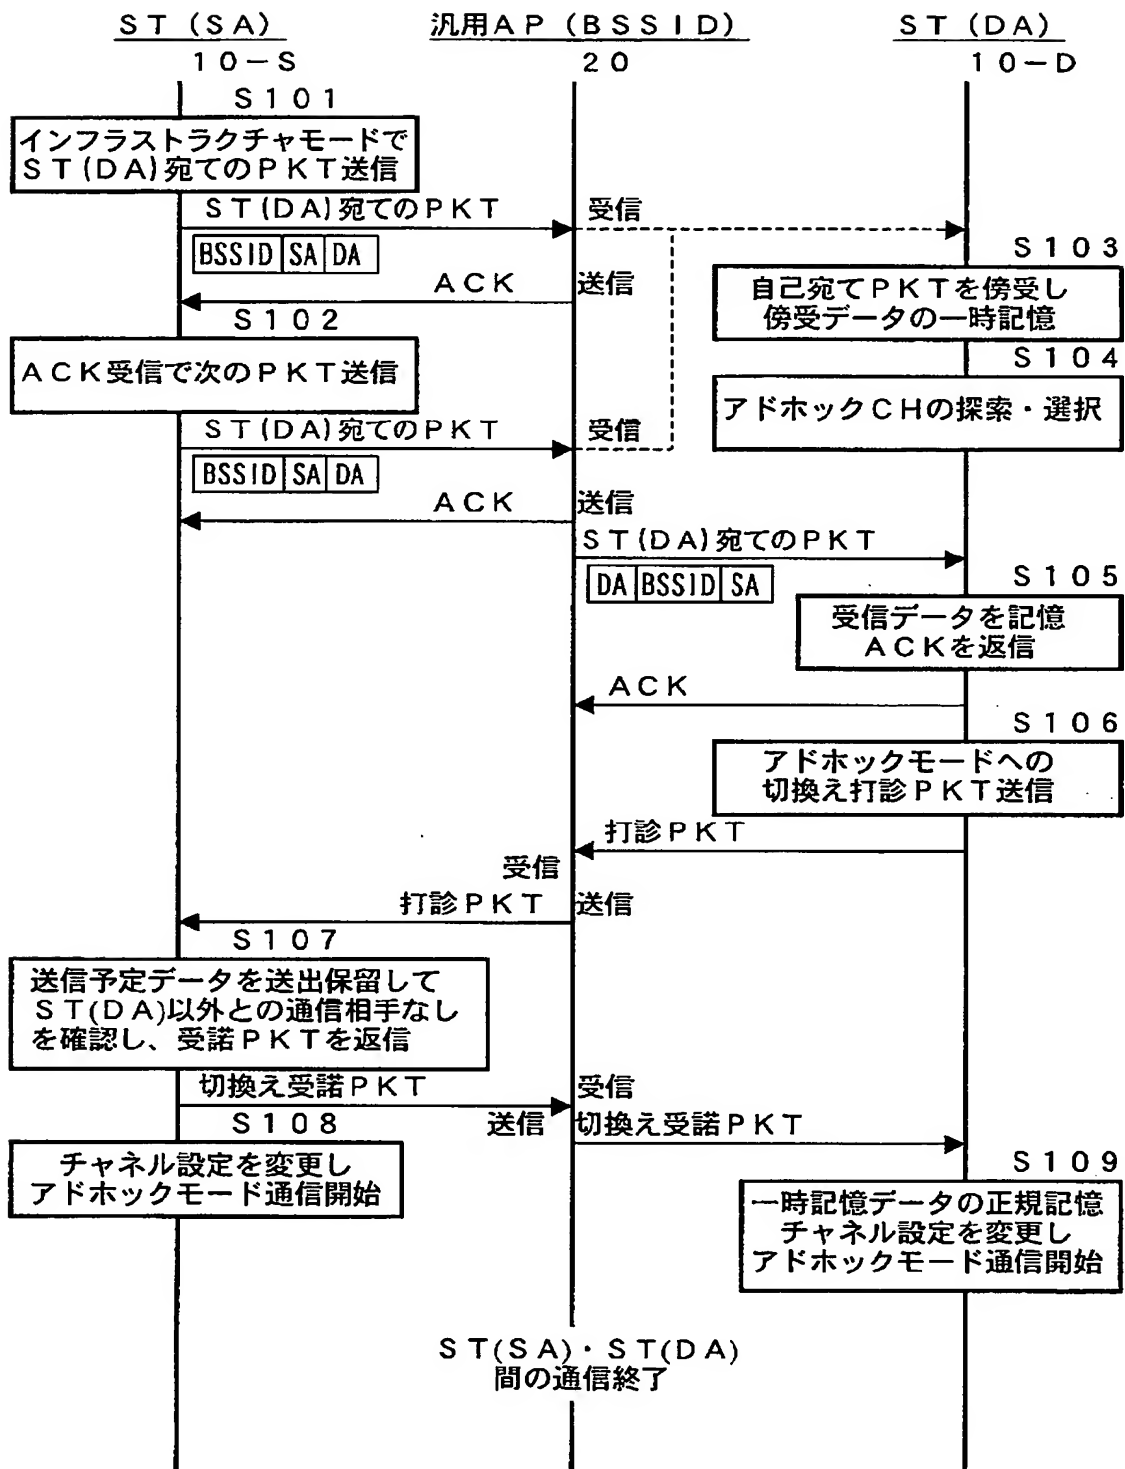 ST(SA)
汎用AP(BSSID)
ST(DA)
10-S
20
10-D
S101
インフラストラクチャモードで
ST(DA)宛てのPKT送信
ST(DA)宛てのPKT
受信
BSSID SA DA
S103
自己宛てPKTを傍受し
傍受データの一時記憶
ACK
送信
S102
ACK受信で次のPKT送信
S104
アドホックCHの探索・選択
ST(DA)宛てのPKT
受信
BSSID SA DA
ACK
送信
ST(DA)宛てのPKT
DA BSSID SA
S105
受信データを記憶
ACKを返信
ACK
S106
アドホックモードへの
切換え打診PKT送信
打診PKT
受信
打診PKT
送信
S107
送信予定データを送出保留して
ST(DA)以外との通信相手なし
を確認し、受諾PKTを返信
切換え受諾PKT
受信
S108
送信
切換え受諾PKT
チャネル設定を変更し
アドホックモード通信開始
S109
一時記憶データの正規記憶
チャネル設定を変更し
アドホックモード通信開始
ST(SA)・ST(DA)
間の通信終了